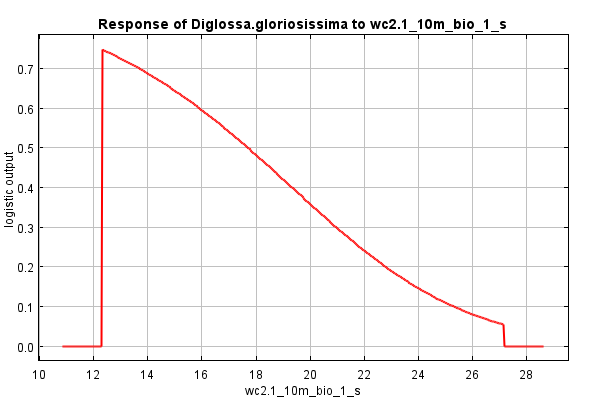 Response of Diglossa.gloriosissima to wc2.1_10m_bio_1_s
logistic output
0.7
0.6
0.5
0.4
0.3
0.2
0.1
0.0
10 12 14 16 18 20 22 24 26 28
wc2.1_10m_bio_1_s